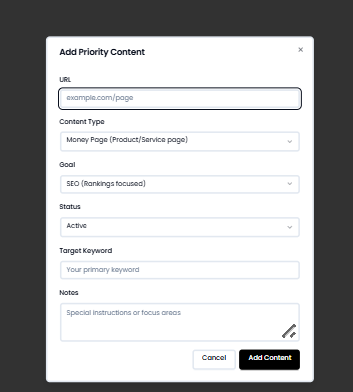 Add Priority Content
×
URL
example.com/page
Content Type
Money Page (Product/Service page)
Goal
SEO (Rankings focused)
Status
Active
Target Keyword
Your primary keyword
Notes
Special instructions or focus areas
Cancel
Add Content